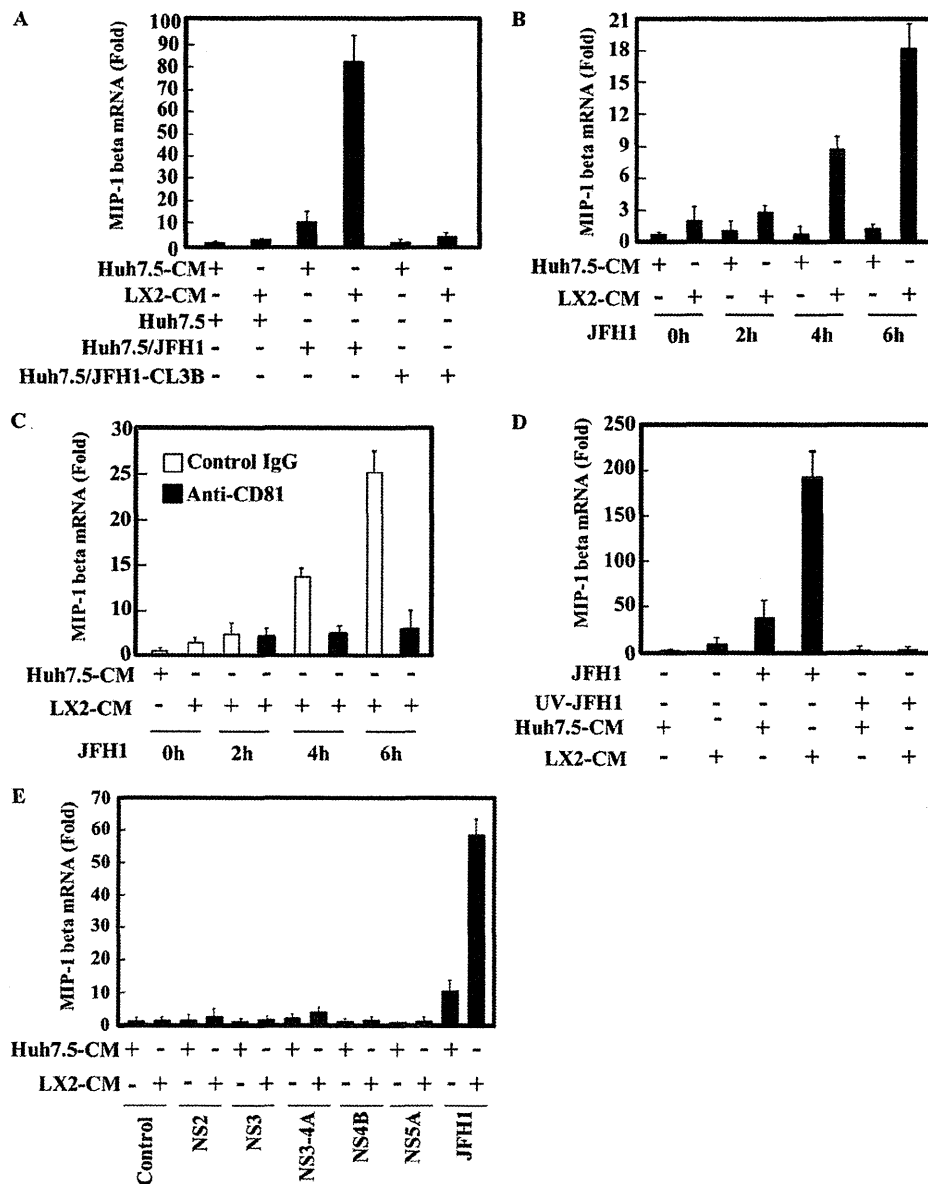 A
MIP-1 beta mRNA (Fold)
100
90
80
70
60
50
40
30
20
10
0
Huh7.5-CM + - + - + -
LX2-CM - + - + - +
Huh7.5 + + - - - -
Huh7.5/JFH1 - - + + - -
Huh7.5/JFH1-CL3B - - - - + +
B
MIP-1 beta mRNA (Fold)
21
18
15
12
9
6
3
0
Huh7.5-CM + - + - + - + -
LX2-CM - + - + - + - +
JFH1 0h 2h 4h 6h
C
MIP-1 beta mRNA (Fold)
30
25
20
15
10
5
0
Control IgG
Anti-CD81
Huh7.5-CM + - - - - - - -
LX2-CM - + + + + + + +
JFH1 0h 2h 4h 6h
D
MIP-1 beta mRNA (Fold)
250
200
150
100
50
0
JFH1 - - + + - -
UV-JFH1 - - - - + +
Huh7.5-CM + - + - + -
LX2-CM - + - + - +
E
MIP-1 beta mRNA (Fold)
70
60
50
40
30
20
10
0
Huh7.5-CM + - + - + - + - + - + - + -
LX2-CM - + - + - + - + - + - + - +
Control NS2 NS3 NS3-4A NS4B NS5A JFH1